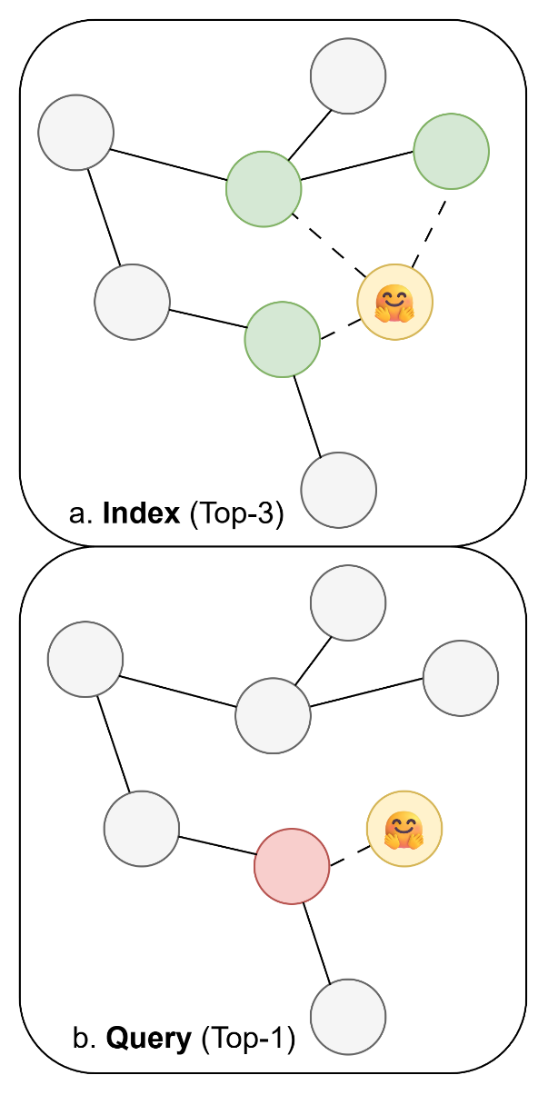 a. Index (Top-3)
b. Query (Top-1)